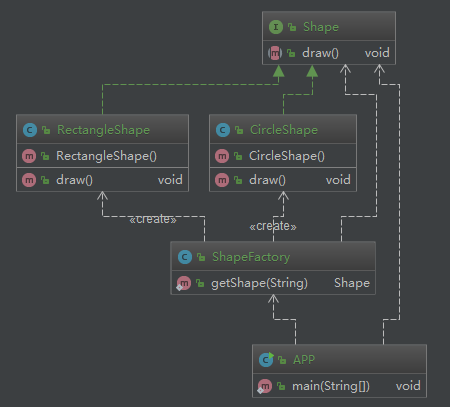 Shape
draw() void
RectangleShape
RectangleShape()
draw() void
CircleShape
CircleShape()
draw() void
«create»
«create»
ShapeFactory
getShape(String) Shape
APP
main(String[]) void